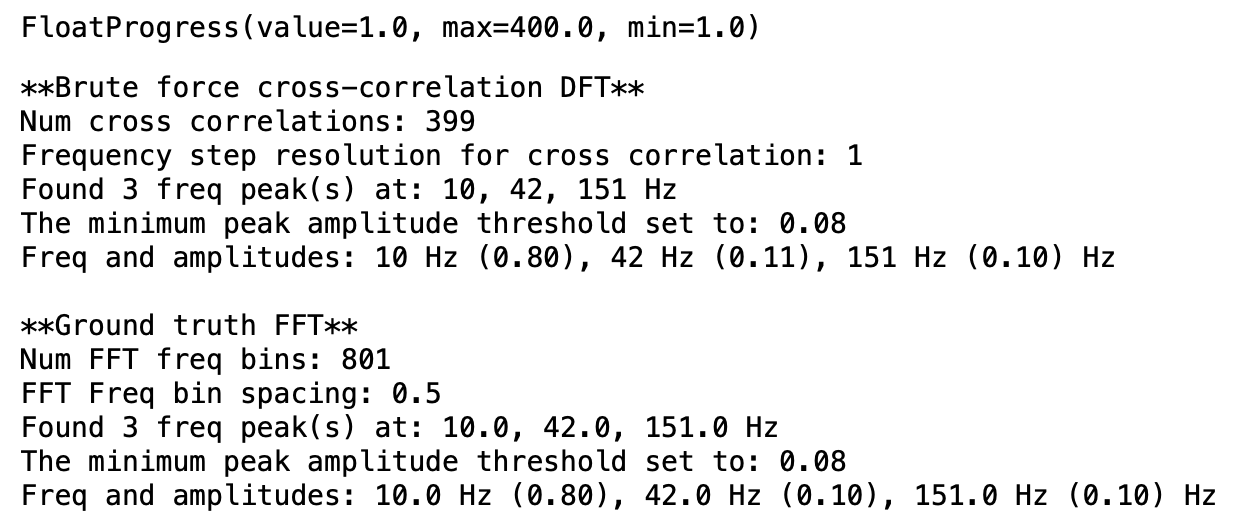 FloatProgress(value=1.0, max=400.0, min=1.0)
**Brute force cross-correlation DFT**
Num cross correlations: 399
Frequency step resolution for cross correlation: 1
Found 3 freq peak(s) at: 10, 42, 151 Hz
The minimum peak amplitude threshold set to: 0.08
Freq and amplitudes: 10 Hz (0.80), 42 Hz (0.11), 151 Hz (0.10) Hz
**Ground truth FFT**
Num FFT freq bins: 801
FFT Freq bin spacing: 0.5
Found 3 freq peak(s) at: 10.0, 42.0, 151.0 Hz
The minimum peak amplitude threshold set to: 0.08
Freq and amplitudes: 10.0 Hz (0.80), 42.0 Hz (0.10), 151.0 Hz (0.10) Hz